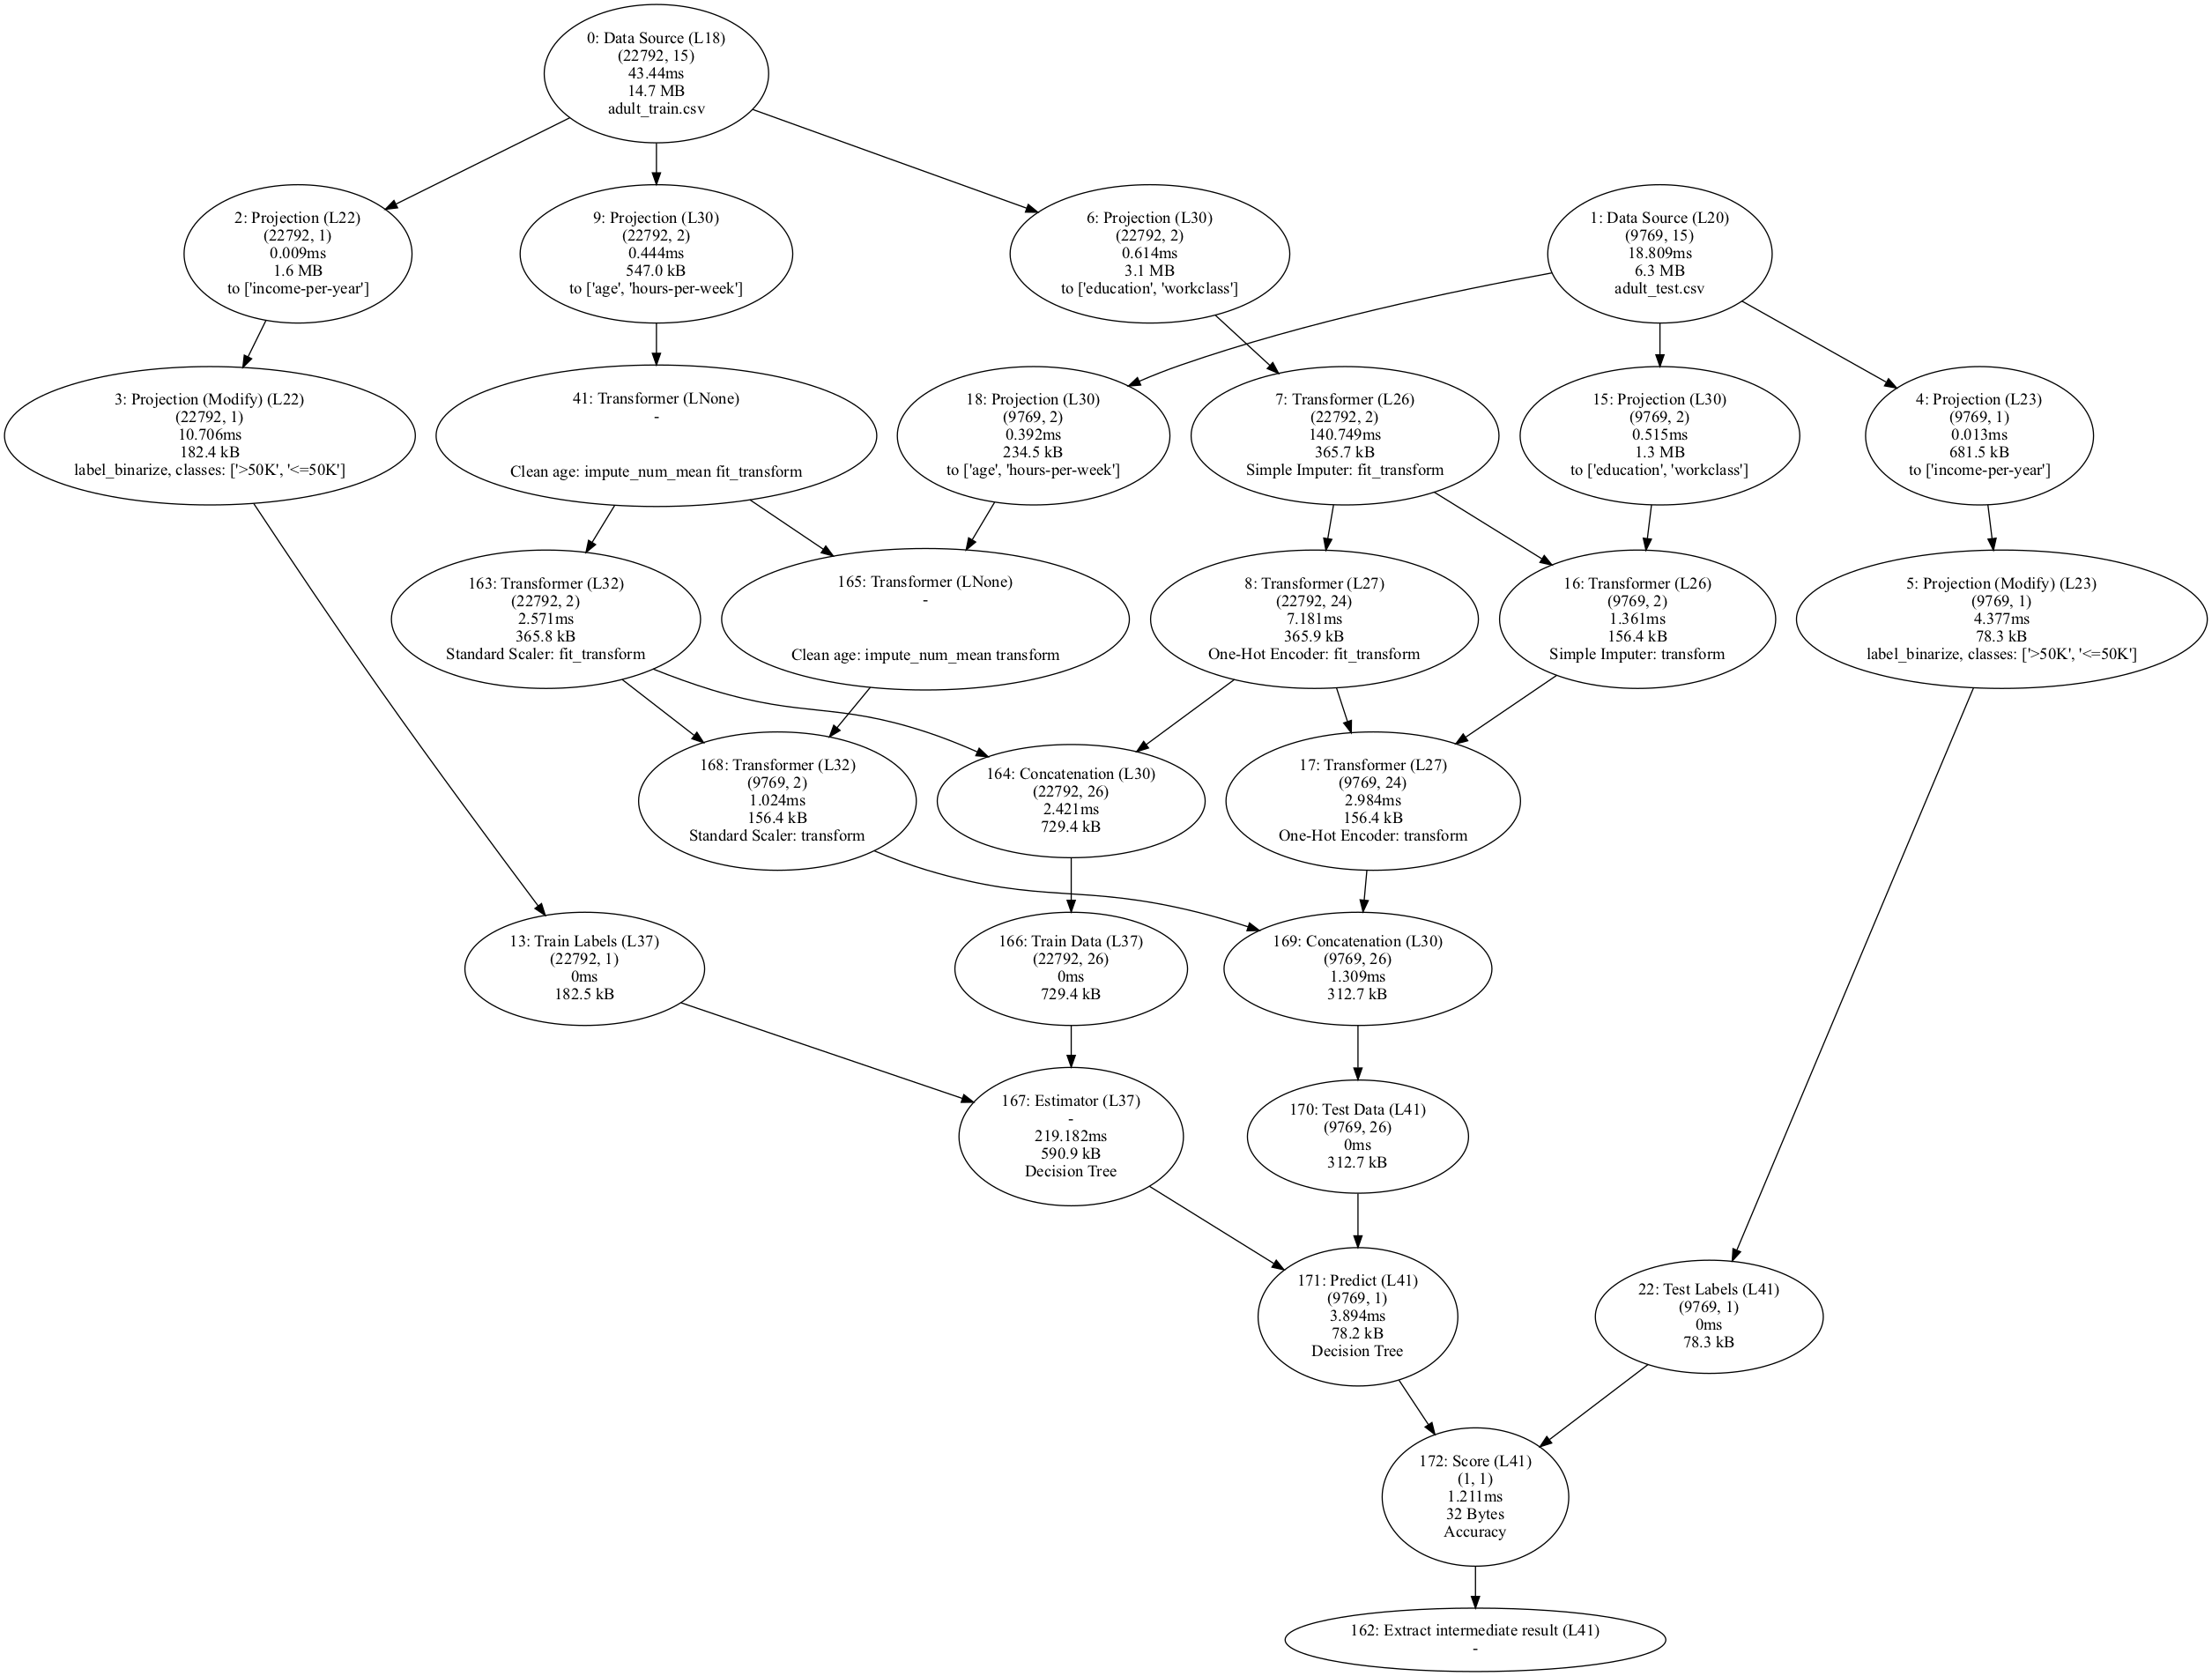 0: Data Source (L18)
(22792, 15)
43.44ms
14.7 MB
adult_train.csv
2: Projection (L22)
(22792, 1)
0.009ms
1.6 MB
to ['income-per-year']
9: Projection (L30)
(22792, 2)
0.444ms
547.0 kB
to ['age', 'hours-per-week']
6: Projection (L30)
(22792, 2)
0.614ms
3.1 MB
to ['education', 'workclass']
1: Data Source (L20)
(9769, 15)
18.809ms
6.3 MB
adult_test.csv
3: Projection (Modify) (L22)
(22792, 1)
10.706ms
182.4 kB
label_binarize, classes: ['>50K', '<=50K']
41: Transformer (LNone)
-
Clean age: impute_num_mean fit_transform
18: Projection (L30)
(9769, 2)
0.392ms
234.5 kB
to ['age', 'hours-per-week']
7: Transformer (L26)
(22792, 2)
140.749ms
365.7 kB
Simple Imputer: fit_transform
15: Projection (L30)
(9769, 2)
0.515ms
1.3 MB
to ['education', 'workclass']
4: Projection (L23)
(9769, 1)
0.013ms
681.5 kB
to ['income-per-year']
163: Transformer (L32)
(22792, 2)
2.571ms
365.8 kB
Standard Scaler: fit_transform
165: Transformer (LNone)
-
Clean age: impute_num_mean transform
8: Transformer (L27)
(22792, 24)
7.181ms
365.9 kB
One-Hot Encoder: fit_transform
16: Transformer (L26)
(9769, 2)
1.361ms
156.4 kB
Simple Imputer: transform
5: Projection (Modify) (L23)
(9769, 1)
4.377ms
78.3 kB
label_binarize, classes: ['>50K', '<=50K']
168: Transformer (L32)
(9769, 2)
1.024ms
156.4 kB
Standard Scaler: transform
164: Concatenation (L30)
(22792, 26)
2.421ms
729.4 kB
17: Transformer (L27)
(9769, 24)
2.984ms
156.4 kB
One-Hot Encoder: transform
13: Train Labels (L37)
(22792, 1)
0ms
182.5 kB
166: Train Data (L37)
(22792, 26)
0ms
729.4 kB
169: Concatenation (L30)
(9769, 26)
1.309ms
312.7 kB
167: Estimator (L37)
-
219.182ms
590.9 kB
Decision Tree
170: Test Data (L41)
(9769, 26)
0ms
312.7 kB
171: Predict (L41)
(9769, 1)
3.894ms
78.2 kB
Decision Tree
22: Test Labels (L41)
(9769, 1)
0ms
78.3 kB
172: Score (L41)
(1, 1)
1.211ms
32 Bytes
Accuracy
162: Extract intermediate result (L41)
-